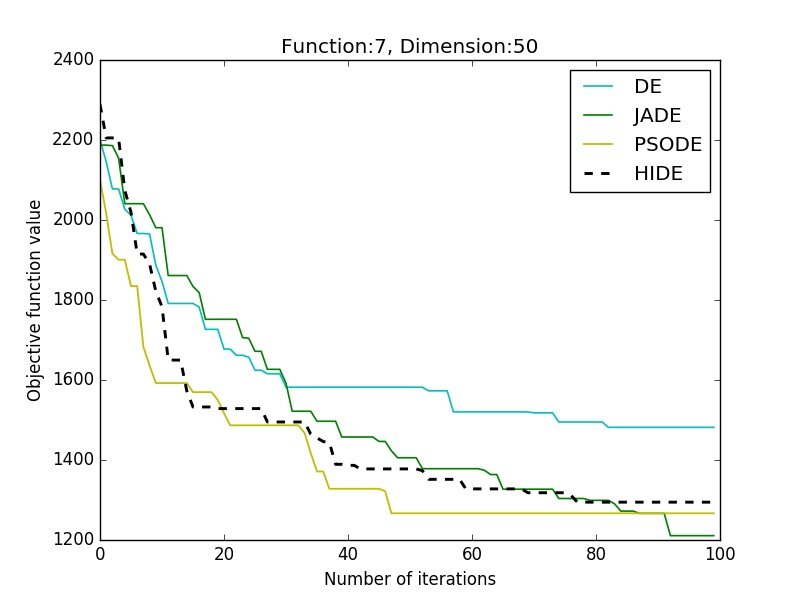 Function:7, Dimension:50
2400
2200
2000
1800
1600
1400
1200
Objective function value
0
20
40
60
80
100
Number of iterations
DE
JADE
PSODE
HIDE